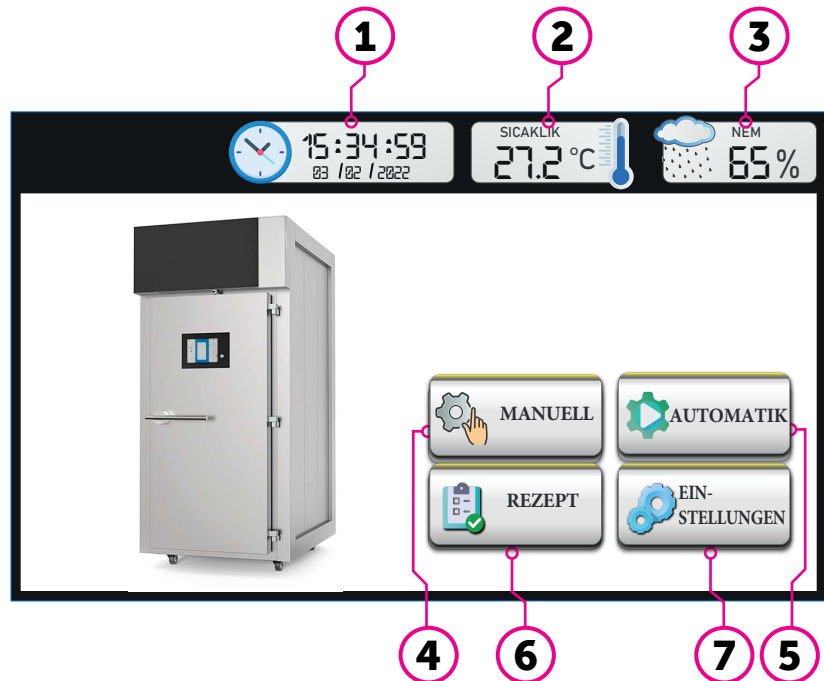 1
2
3
15:34:59
03/02/2022
SICAKLIK
27.2 °C
NEM
65 %
MANUELL
AUTOMATIK
REZEPT
EIN-
STELLUNGEN
4
6
7
5